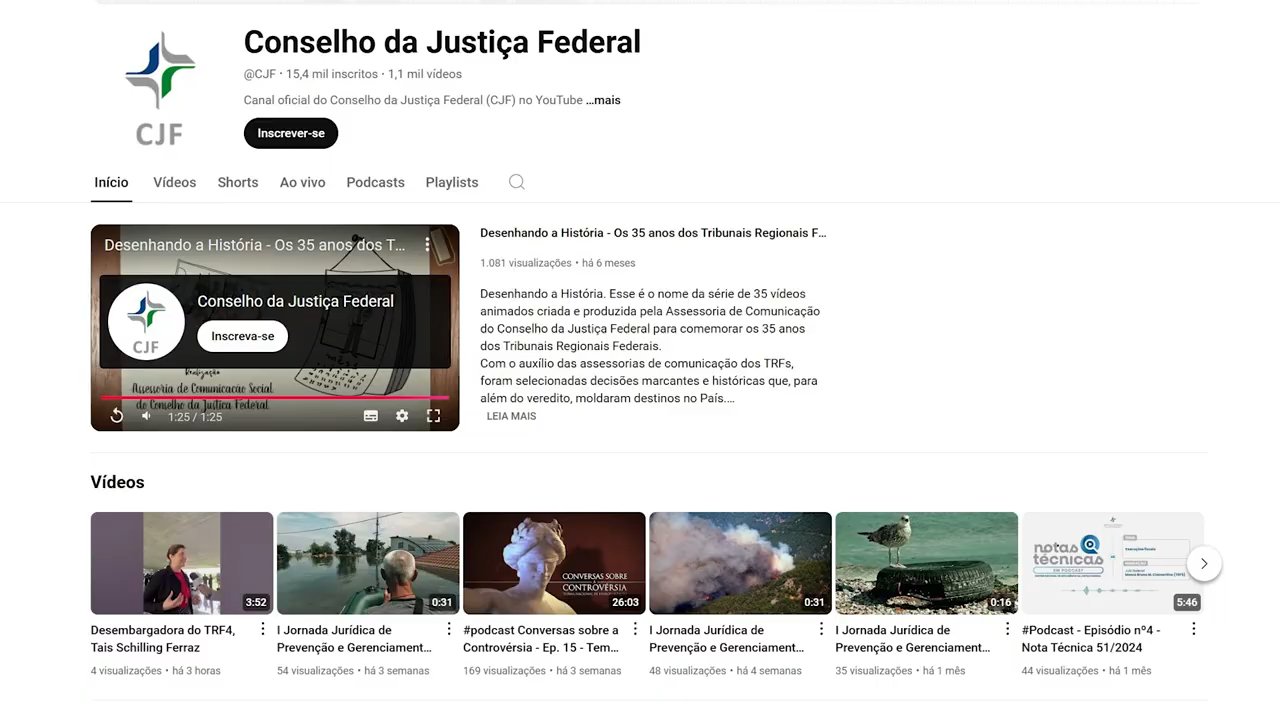 CJF
Conselho da Justiça Federal
@CJF • 15,4 mil inscritos • 1,1 mil vídeos
Canal oficial do Conselho da Justiça Federal (CJF) no YouTube ...mais
Inscrever-se
Início Vídeos Shorts Ao vivo Podcasts Playlists
Desenhando a História - Os 35 anos dos T...
Conselho da Justiça Federal
Inscreva-se
CJF
Realização
Assessoria de Comunicação Social
do Conselho da Justiça Federal
1:25 / 1:25
Desenhando a História - Os 35 anos dos Tribunais Regionais F...
1.081 visualizações • há 6 meses
Desenhando a História. Esse é o nome da série de 35 vídeos
animados criada e produzida pela Assessoria de Comunicação
do Conselho da Justiça Federal para comemorar os 35 anos
dos Tribunais Regionais Federais.
Com o auxílio das assessorias de comunicação dos TRFs,
foram selecionadas decisões marcantes e históricas que, para
além do veredito, moldaram destinos no País....
LEIA MAIS
Vídeos
3:52
Desembargadora do TRF4,
Tais Schilling Ferraz
4 visualizações • há 3 horas
0:31
I Jornada Jurídica de
Prevenção e Gerenciament...
54 visualizações • há 3 semanas
CONVERSAS SOBRE
A CONTROVÉRSIA
26:03
#podcast Conversas sobre a
Controvérsia - Ep. 15 - Tem...
169 visualizações • há 3 semanas
0:31
I Jornada Jurídica de
Prevenção e Gerenciament...
48 visualizações • há 4 semanas
0:16
I Jornada Jurídica de
Prevenção e Gerenciament...
35 visualizações • há 1 mês
notas
técnicas
EM PODCAST
5:46
#Podcast - Episódio nº4 -
Nota Técnica 51/2024
44 visualizações • há 1 mês